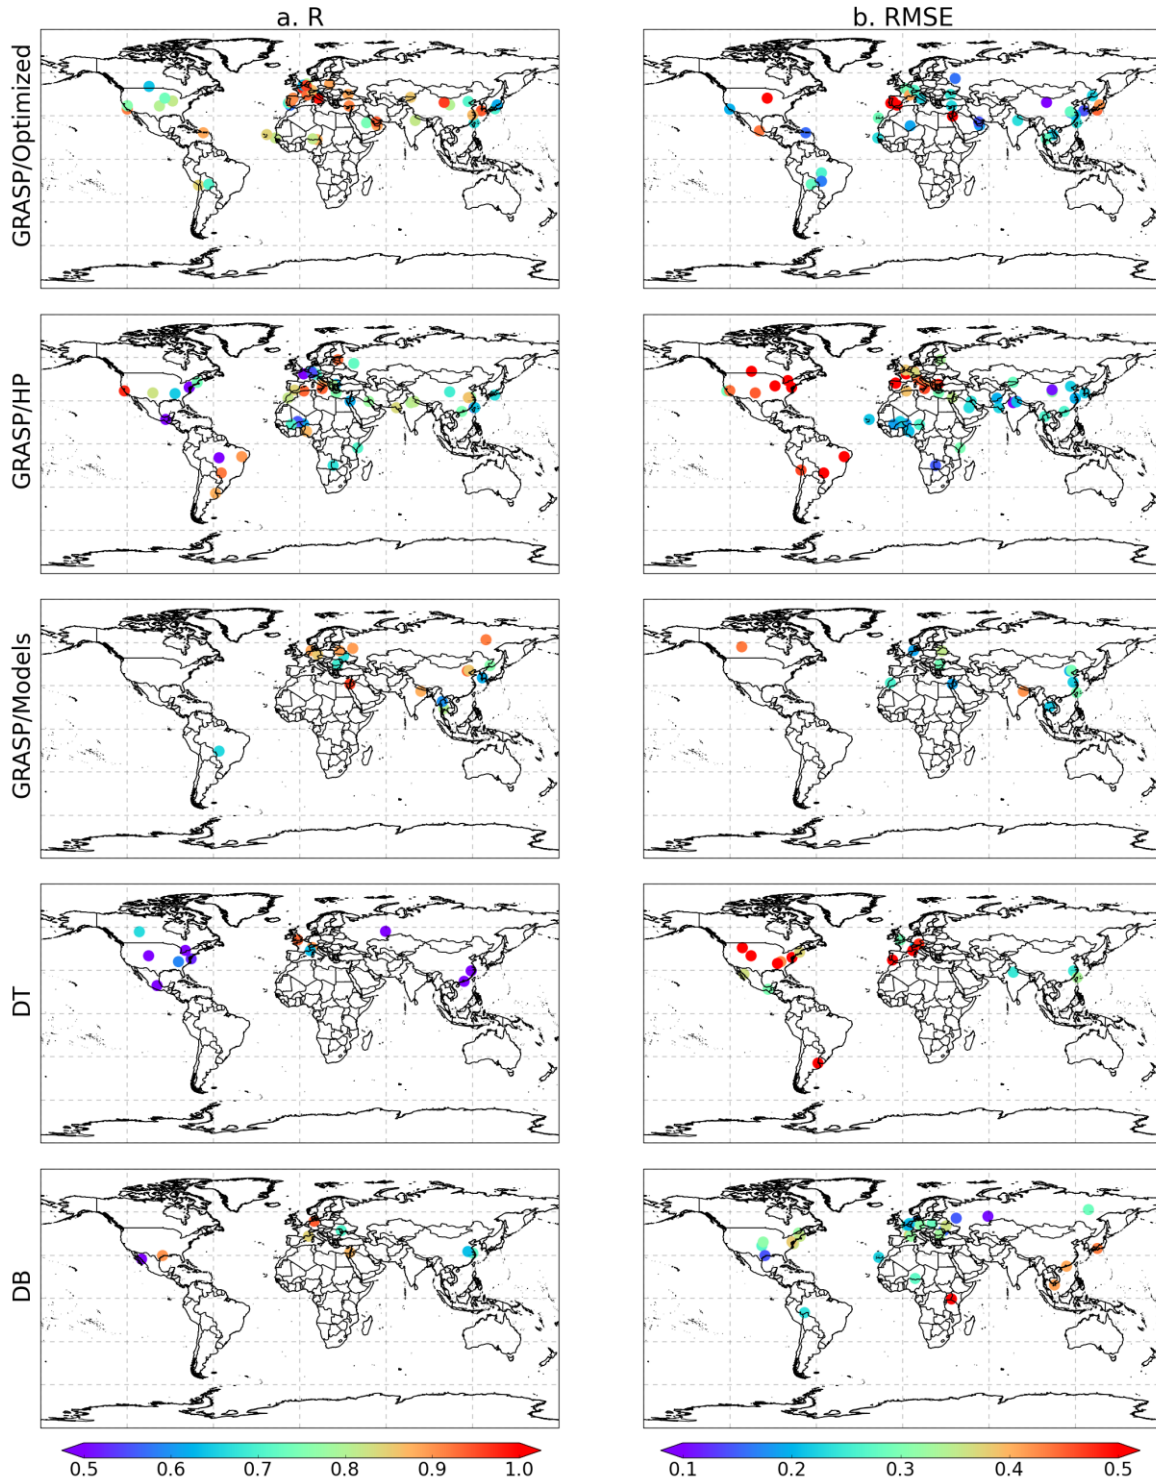 a. R
b. RMSE
GRASP/Optimized
GRASP/HP
GRASP/Models
DT
DB
0.5 0.6 0.7 0.8 0.9 1.0
0.1 0.2 0.3 0.4 0.5